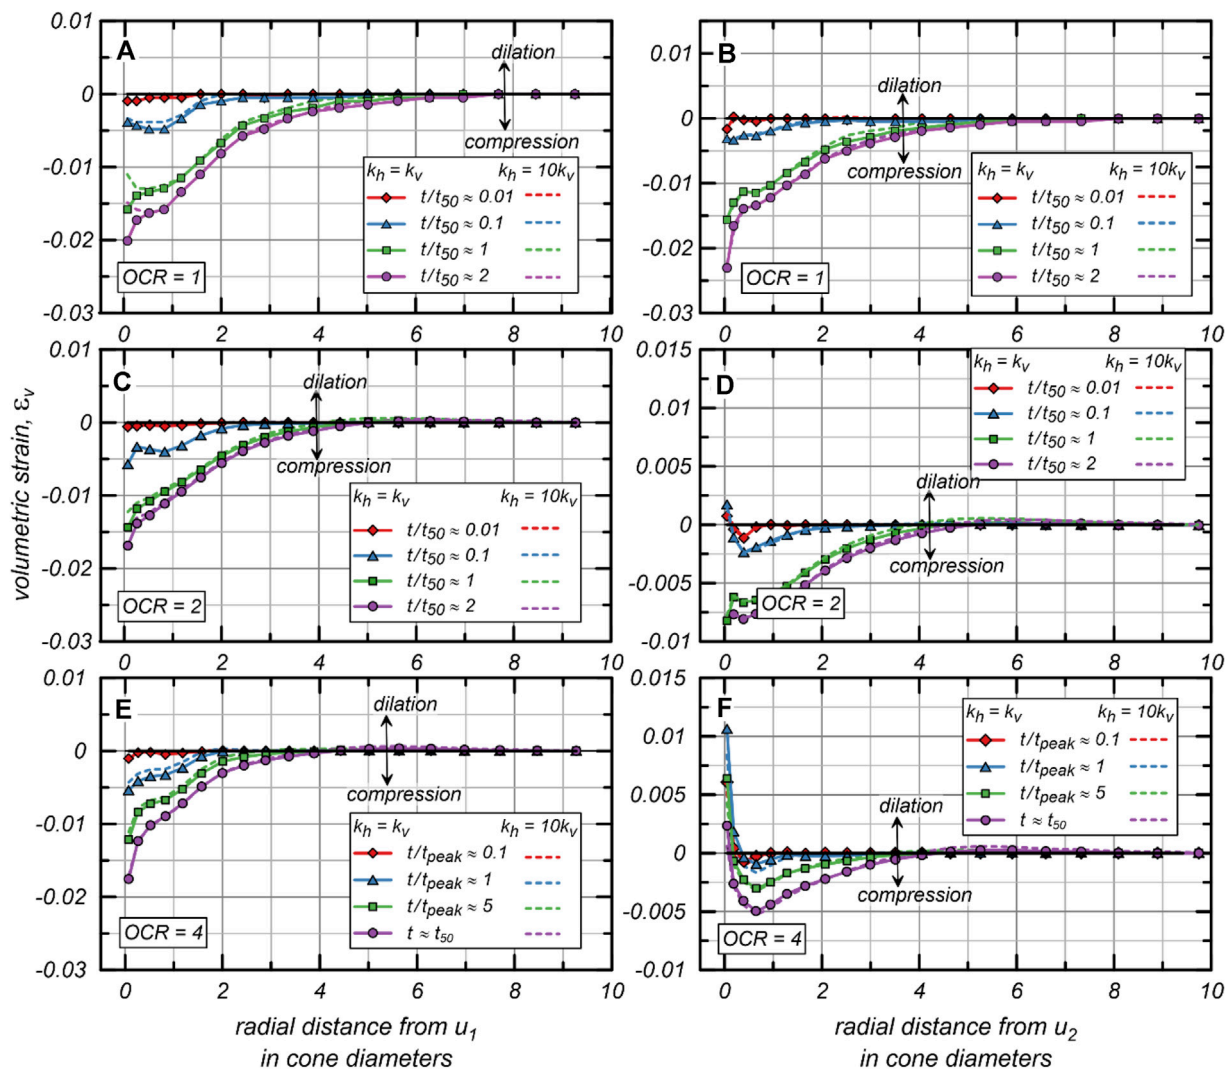 volumetric strain, εv
A
0.01
0
-0.01
-0.02
-0.03
dilation
compression
kh = kv kh = 10kv
t/t50 ≈ 0.01
t/t50 ≈ 0.1
t/t50 ≈ 1
t/t50 ≈ 2
OCR = 1
0 2 4 6 8 10
B
0.01
0
-0.01
-0.02
-0.03
dilation
compression
kh = kv kh = 10kv
t/t50 ≈ 0.01
t/t50 ≈ 0.1
t/t50 ≈ 1
t/t50 ≈ 2
OCR = 1
0 2 4 6 8 10
C
0.01
0
-0.01
-0.02
-0.03
dilation
compression
kh = kv kh = 10kv
t/t50 ≈ 0.01
t/t50 ≈ 0.1
t/t50 ≈ 1
t/t50 ≈ 2
OCR = 2
0 2 4 6 8 10
D
0.015
0.01
0.005
0
-0.005
-0.01
kh = kv kh = 10kv
t/t50 ≈ 0.01
t/t50 ≈ 0.1
t/t50 ≈ 1
t/t50 ≈ 2
dilation
compression
OCR = 2
0 2 4 6 8 10
E
0.01
0
-0.01
-0.02
-0.03
dilation
compression
kh = kv kh = 10kv
t/tpeak ≈ 0.1
t/tpeak ≈ 1
t/tpeak ≈ 5
t ≈ t50
OCR = 4
0 2 4 6 8 10
radial distance from u1
in cone diameters
F
0.015
0.01
0.005
0
-0.005
-0.01
kh = kv kh = 10kv
t/tpeak ≈ 0.1
t/tpeak ≈ 1
t/tpeak ≈ 5
t ≈ t50
dilation
compression
OCR = 4
0 2 4 6 8 10
radial distance from u2
in cone diameters